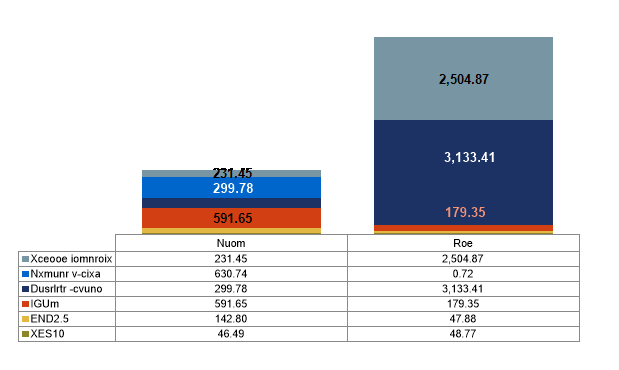 2,504.87
231.45
299.78
3,133.41
591.65
179.35
Nuom Roe
Xceooe iomnroix 231.45 2,504.87
Nxmunr v-cixa 630.74 0.72
Dusrlrtr -cvuno 299.78 3,133.41
IGUm 591.65 179.35
END2.5 142.80 47.88
XES10 46.49 48.77